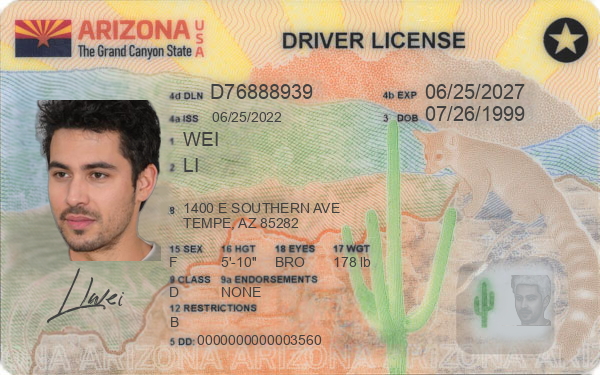 ARIZONA USA
The Grand Canyon State
DRIVER LICENSE
4d DLN D76888939
4b EXP 06/25/2027
4a ISS 06/25/2022
3 DOB 07/26/1999
1 WEI
2 LI
8 1400 E SOUTHERN AVE
TEMPE, AZ 85282
15 SEX 16 HGT 18 EYES 17 WGT
F 5'-10" BRO 178 lb
9 CLASS 9a ENDORSEMENTS
D NONE
12 RESTRICTIONS
B
5 DD: 0000000000003560
Llwei
ARIZONA ARIZONA ARIZONA ARIZONA